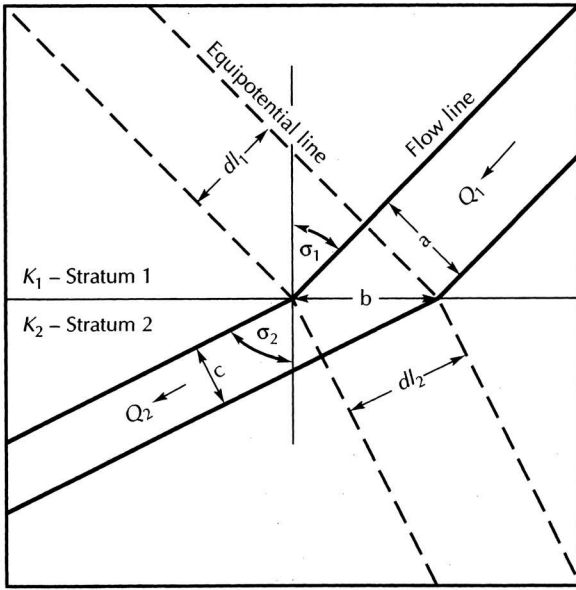 Equipotential line
Flow line
dl₁
Q₁
a
σ₁
K₁ – Stratum 1
b
K₂ – Stratum 2
σ₂
c
dl₂
Q₂